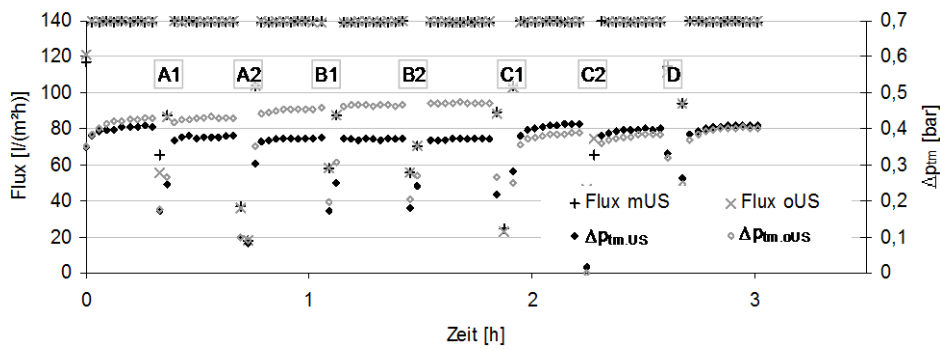 140 0,7
120 0,6
100 0,5
80 0,4
60 0,3
40 0,2
20 0,1
0 0
Flux [l/(m²h)]
Δptm [bar]
A1 A2 B1 B2 C1 C2 D
Flux mUS Flux oUS
Δptm.US Δptm.oUS
0 1 2 3
Zeit [h]